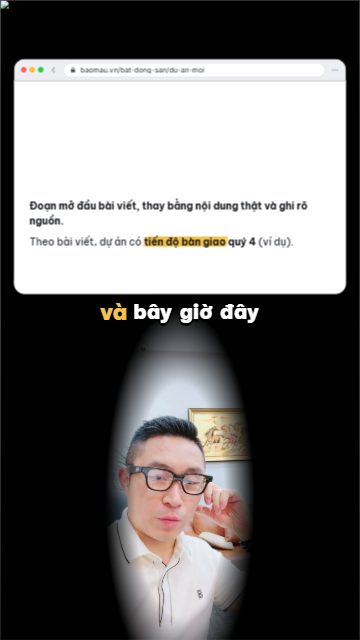 baomau.vn/bat-dong-san/du-an-moi
Đoạn mở đầu bài viết, thay bằng nội dung thật và ghi rõ
nguồn.
Theo bài viết, dự án có tiến độ bàn giao quý 4 (ví dụ).
và bây giờ đây